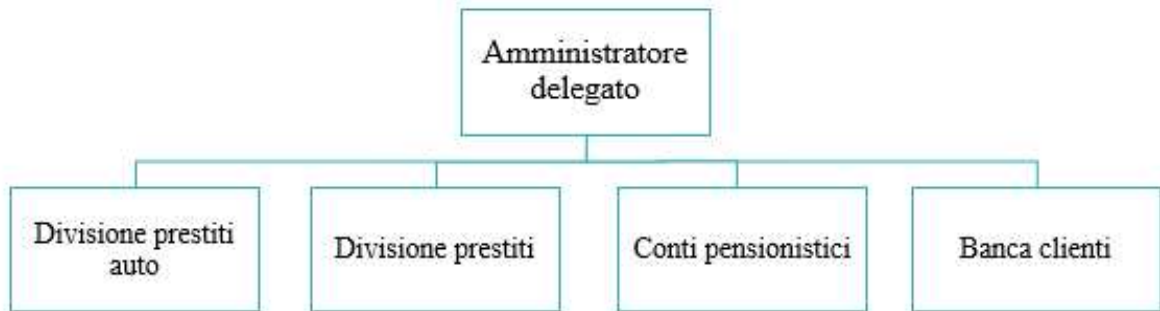 Amministratore
delegato
Divisione prestiti
auto
Divisione prestiti
Conti pensionistici
Banca clienti